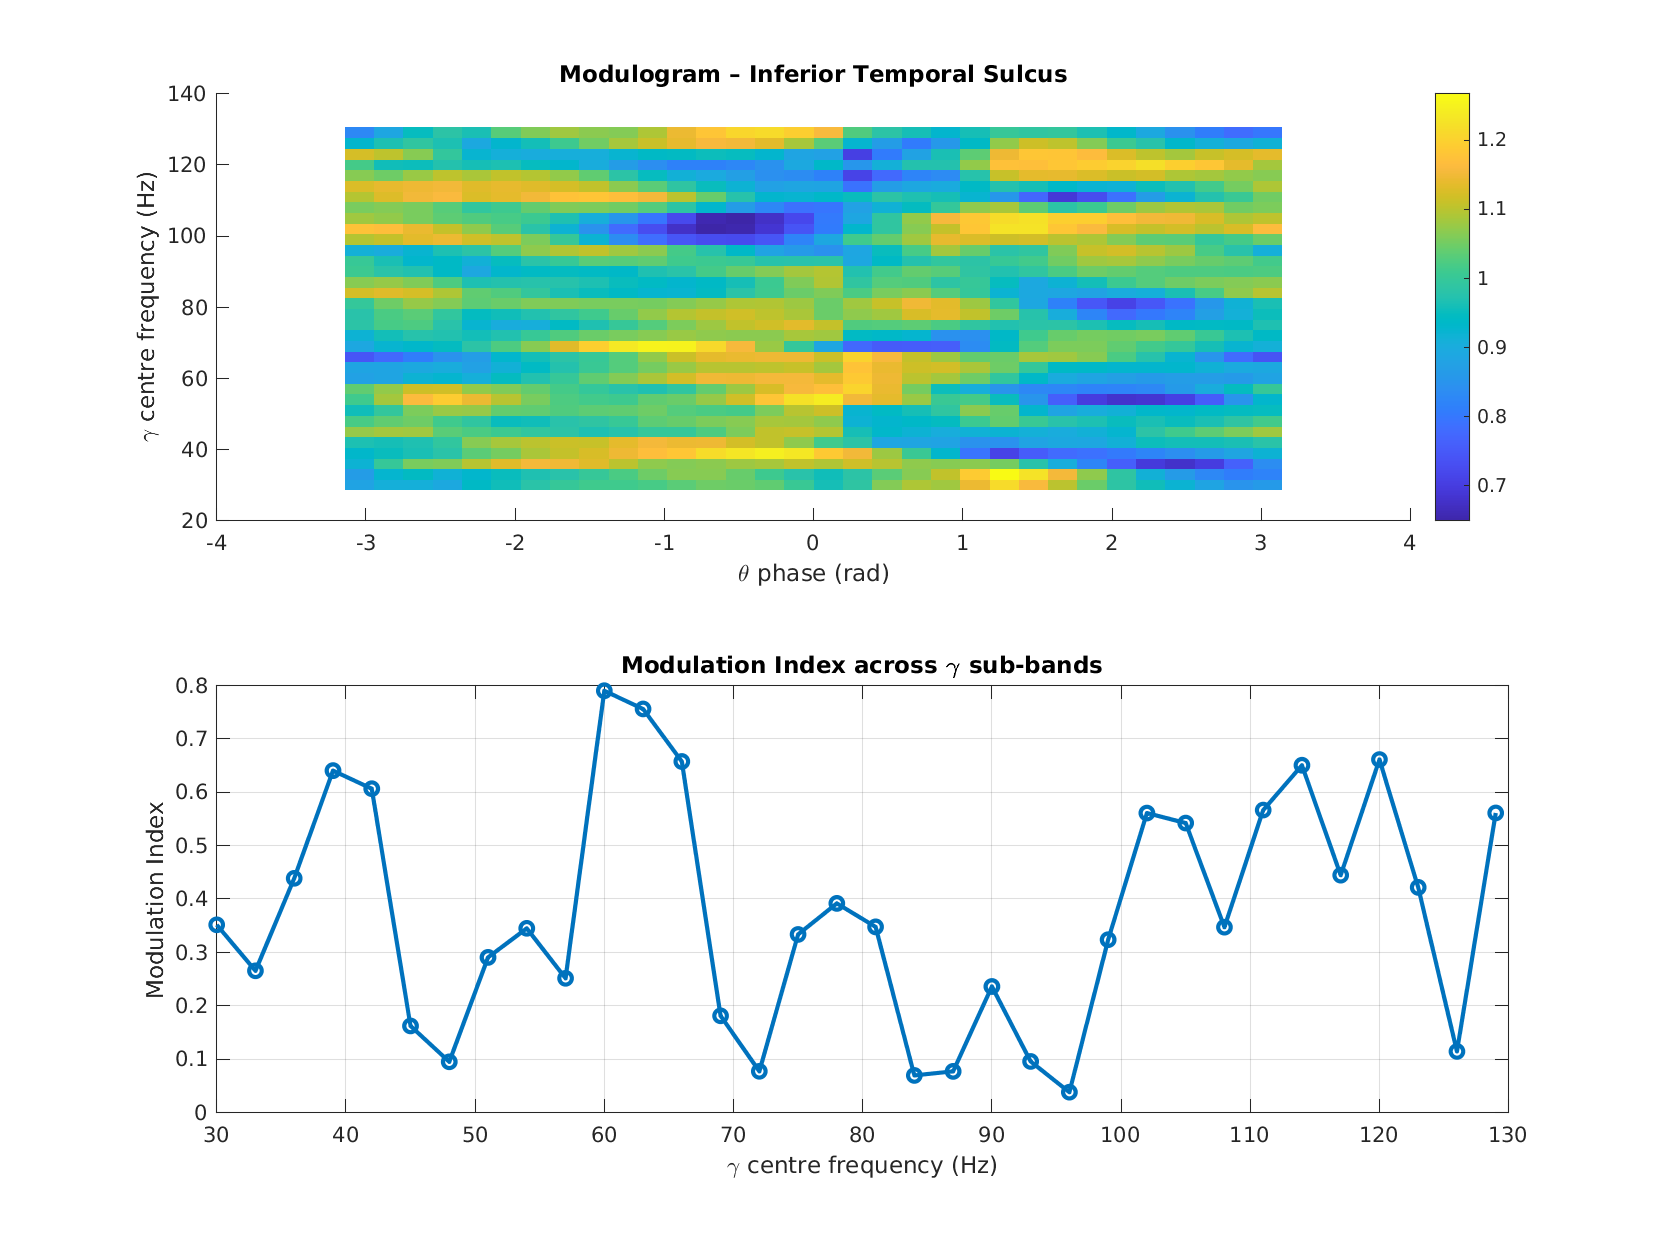 Modulogram – Inferior Temporal Sulcus
γ centre frequency (Hz)
140
120
100
80
60
40
20
-4 -3 -2 -1 0 1 2 3 4
θ phase (rad)
1.2
1.1
1
0.9
0.8
0.7
Modulation Index across γ sub-bands
Modulation Index
0.8
0.7
0.6
0.5
0.4
0.3
0.2
0.1
0
30 40 50 60 70 80 90 100 110 120 130
γ centre frequency (Hz)